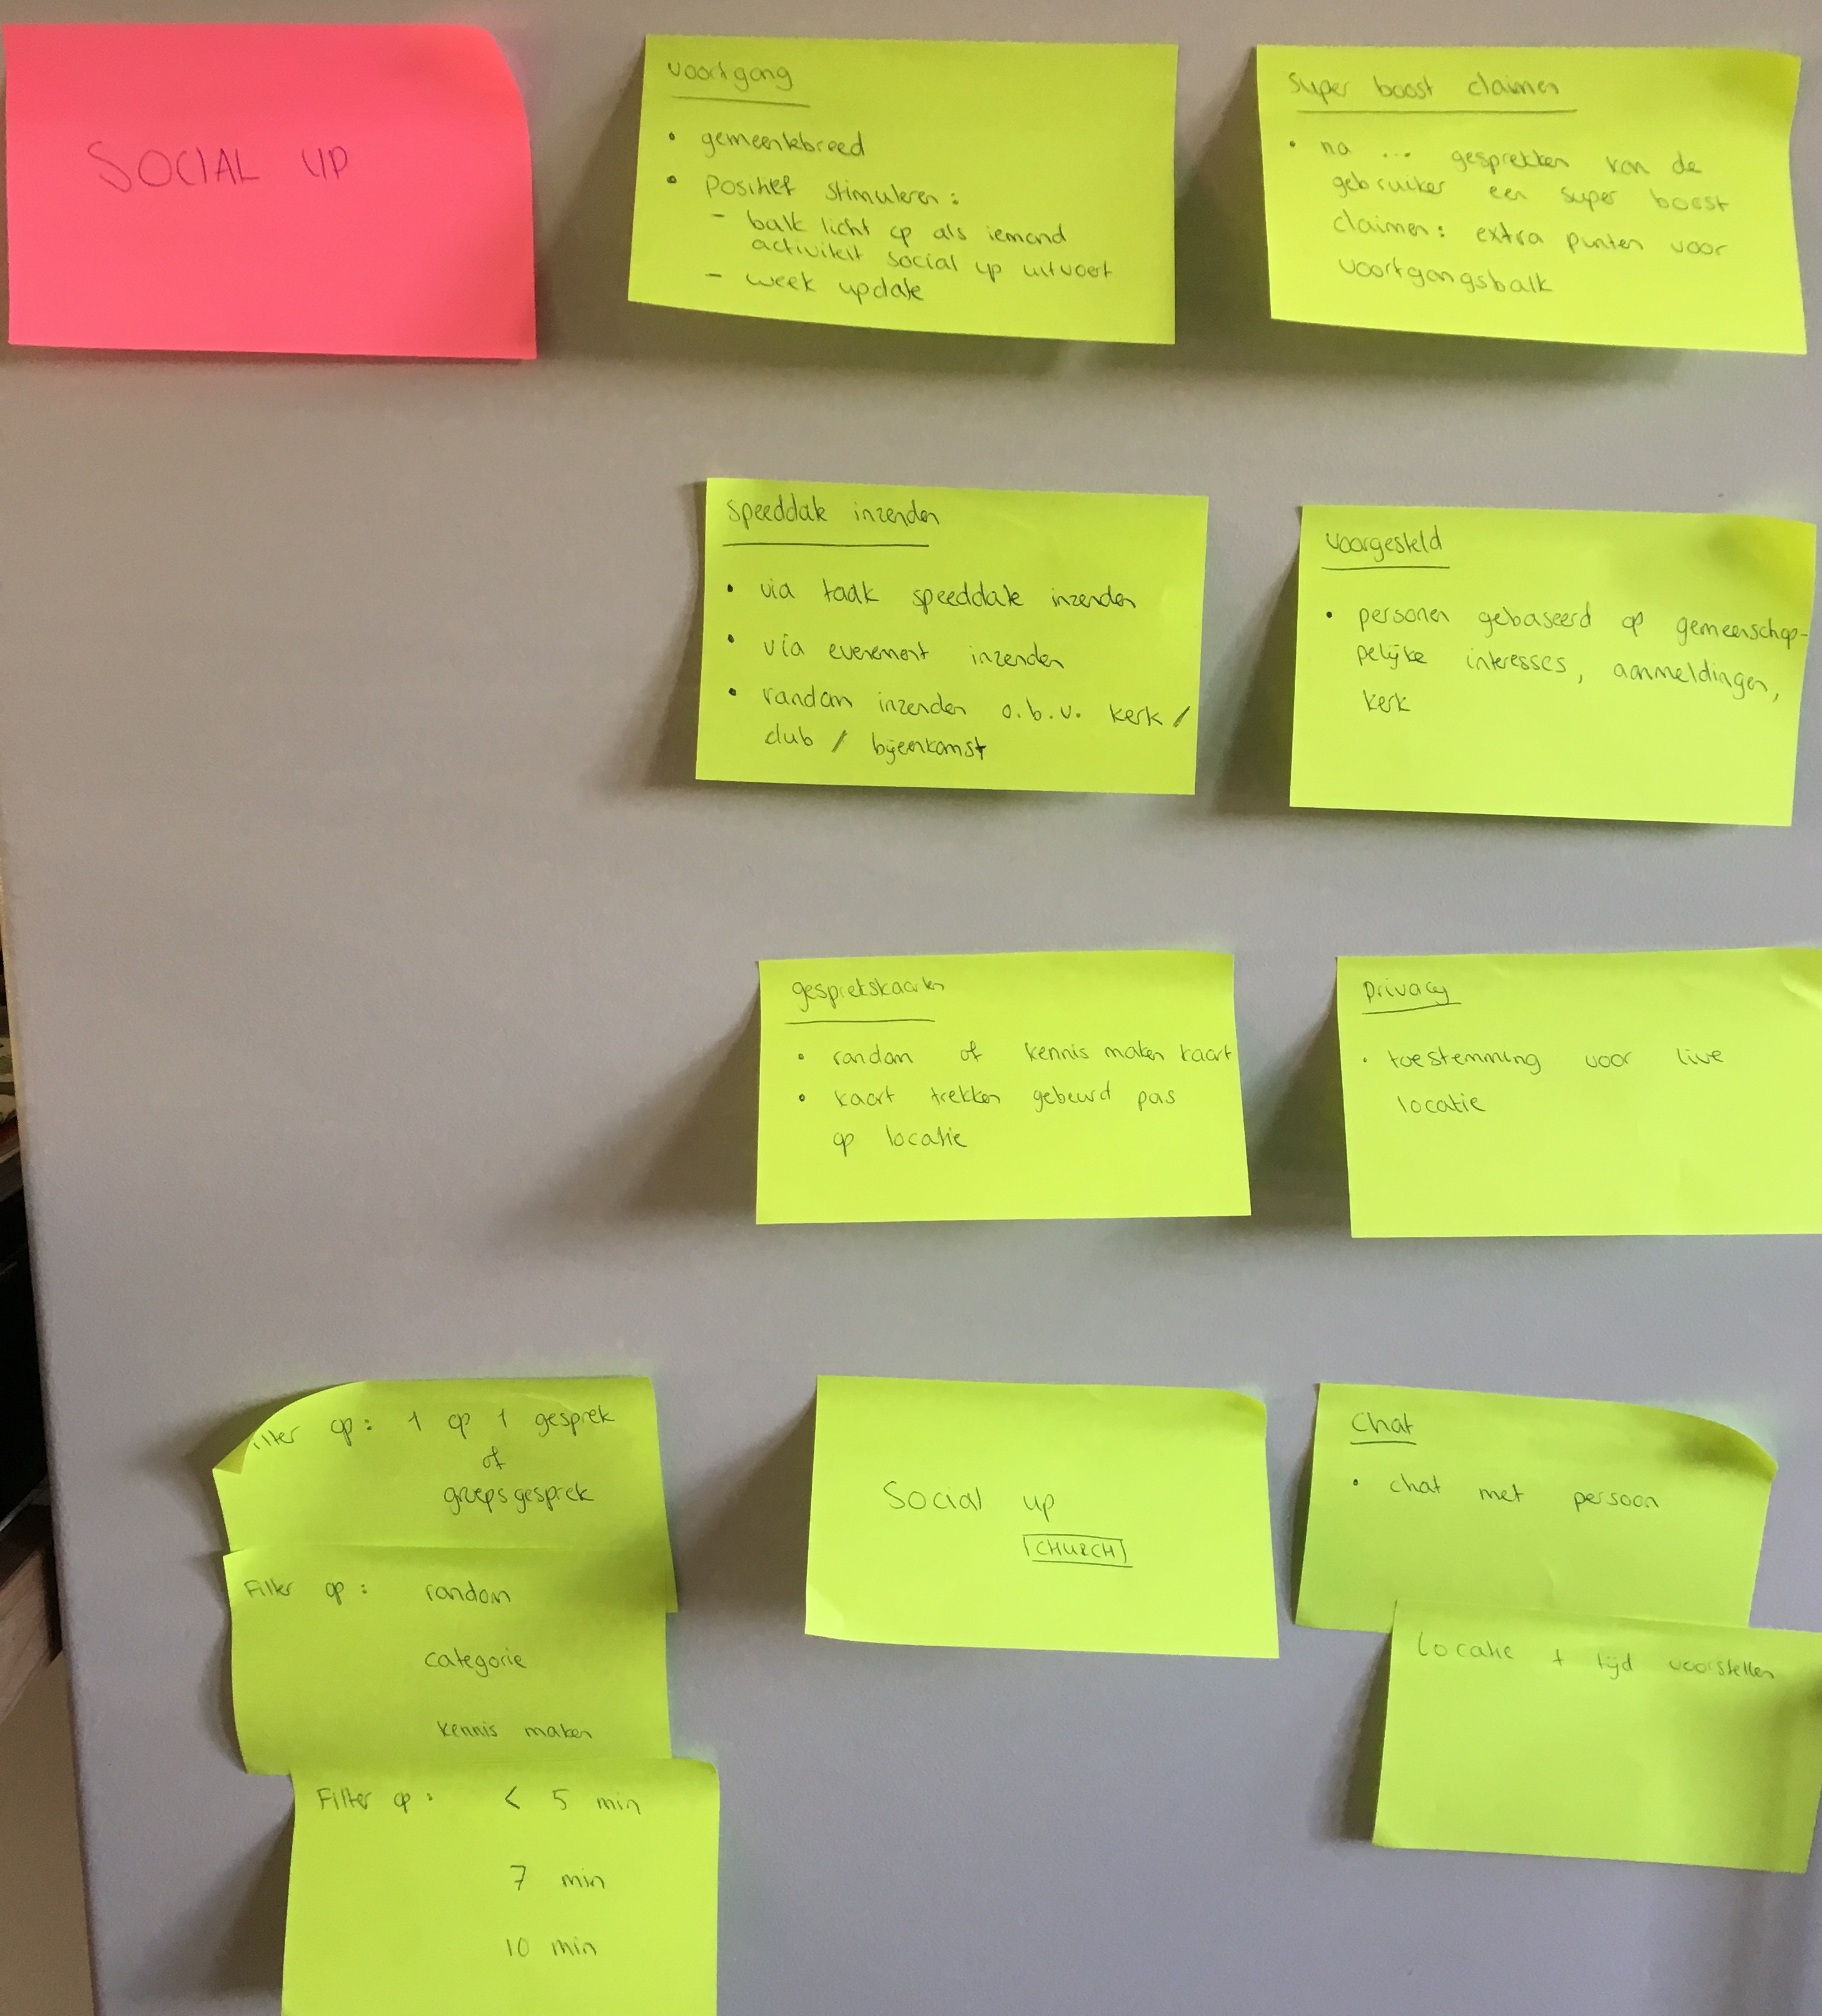 SOCIAL UP
voortgang
• gemeentebreed
• positief stimuleren:
- balk licht op als iemand
activiteit social up uitvoert
- week update
super boost claimen
• na ... gesprekken kan de
gebruiker een super boost
claimen: extra punten voor
voortgangsbalk
speeddate inzenden
• via taak speeddate inzenden
• via evenement inzenden
• random inzenden o.b.v. kerk /
club / bijeenkomst
voorgesteld
• personen gebaseerd op gemeenschap-
pelijke interesses, aanmeldingen,
kerk
gesprekskaarten
• random of kennis maken kaart
• kaart trekken gebeurd pas
op locatie
privacy
• toestemming voor live
locatie
Filter op: 1 op 1 gesprek
of
groepsgesprek
Filter op: random
categorie
kennis maken
Filter op: < 5 min
7 min
10 min
Social up
CHURCH
Chat
• chat met persoon
Locatie + tijd voorstellen